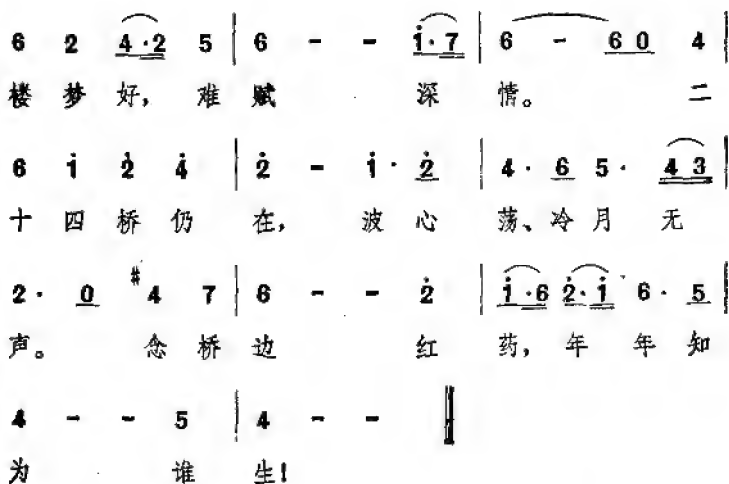 6 2 4·2 5 | 6 - - i·7 | 6 - 6 0 4 |
楼 梦 好， 难 赋 深 情。 二
6 i 2̇ 4̇ | 2̇ - i· 2̇ | 4· 6 5· 4 3 |
十 四 桥 仍 在， 波 心 荡、冷 月 无
2· 0 #4 7 | 6 - - 2̇ | i·6 2̇·i 6· 5 |
声。 念 桥 边 红 药， 年 年 知
4 - - 5 | 4 - - ‖
为 谁 生！